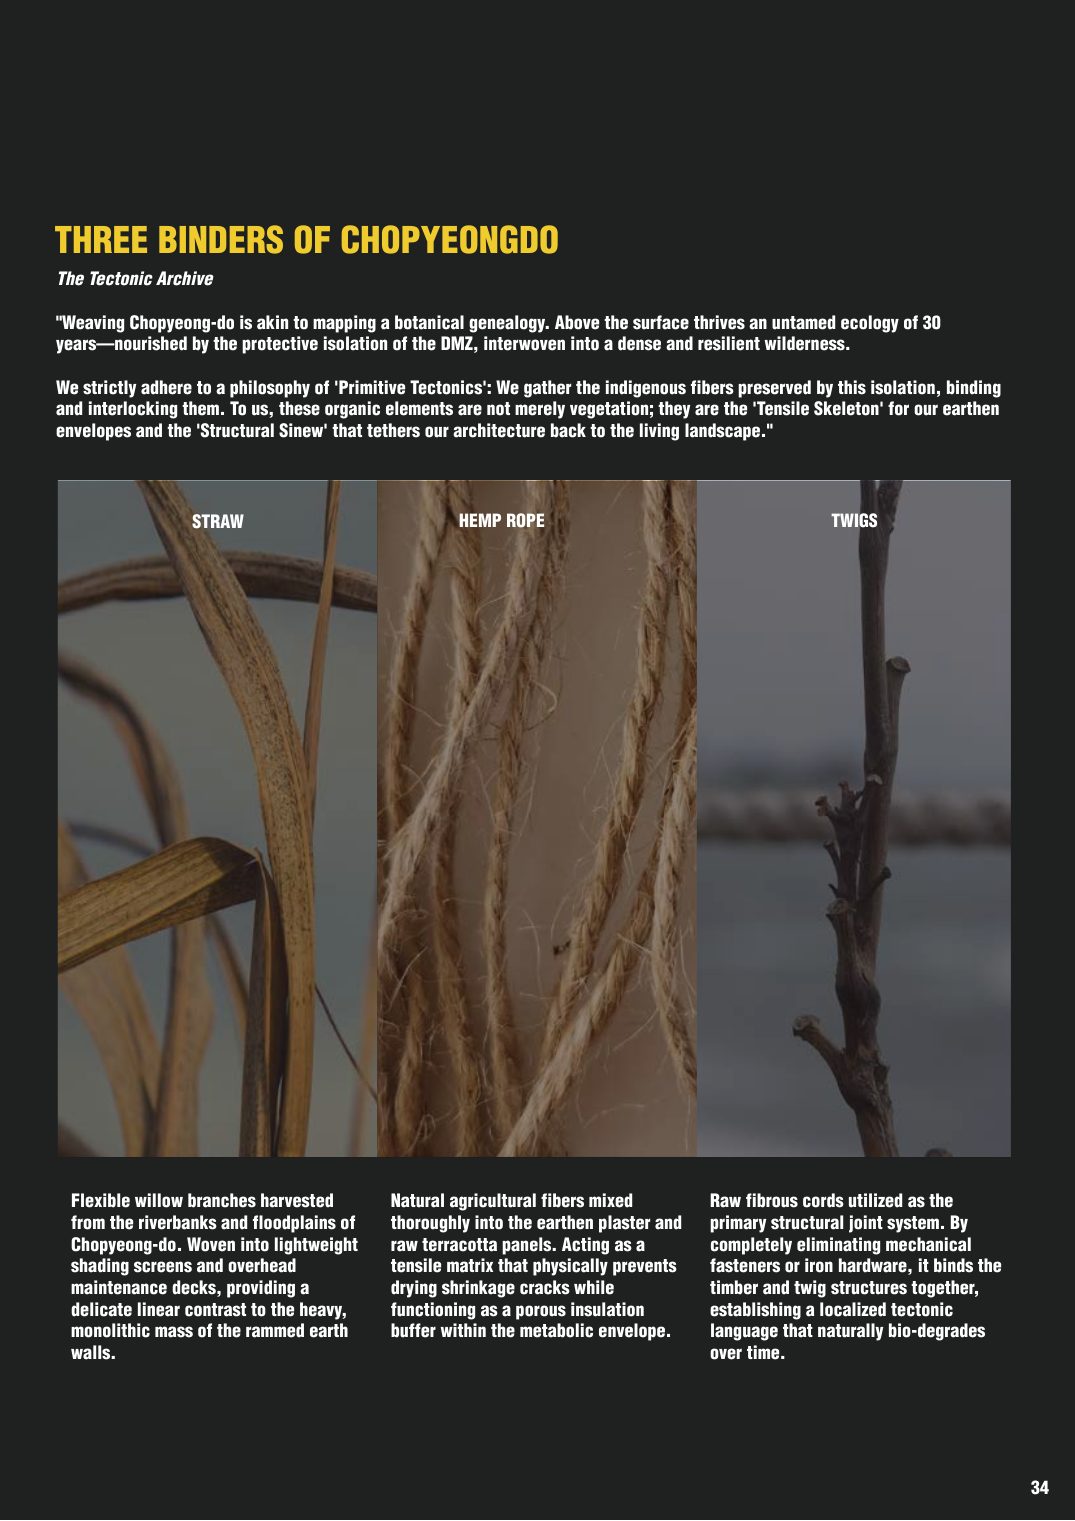 THREE BINDERS OF CHOPYEONGDO
The Tectonic Archive
"Weaving Chopyeong-do is akin to mapping a botanical genealogy. Above the surface thrives an untamed ecology of 30
years—nourished by the protective isolation of the DMZ, interwoven into a dense and resilient wilderness.
We strictly adhere to a philosophy of 'Primitive Tectonics': We gather the indigenous fibers preserved by this isolation, binding
and interlocking them. To us, these organic elements are not merely vegetation; they are the 'Tensile Skeleton' for our earthen
envelopes and the 'Structural Sinew' that tethers our architecture back to the living landscape."
STRAW
HEMP ROPE
TWIGS
Flexible willow branches harvested
from the riverbanks and floodplains of
Chopyeong-do. Woven into lightweight
shading screens and overhead
maintenance decks, providing a
delicate linear contrast to the heavy,
monolithic mass of the rammed earth
walls.
Natural agricultural fibers mixed
thoroughly into the earthen plaster and
raw terracotta panels. Acting as a
tensile matrix that physically prevents
drying shrinkage cracks while
functioning as a porous insulation
buffer within the metabolic envelope.
Raw fibrous cords utilized as the
primary structural joint system. By
completely eliminating mechanical
fasteners or iron hardware, it binds the
timber and twig structures together,
establishing a localized tectonic
language that naturally bio-degrades
over time.
34